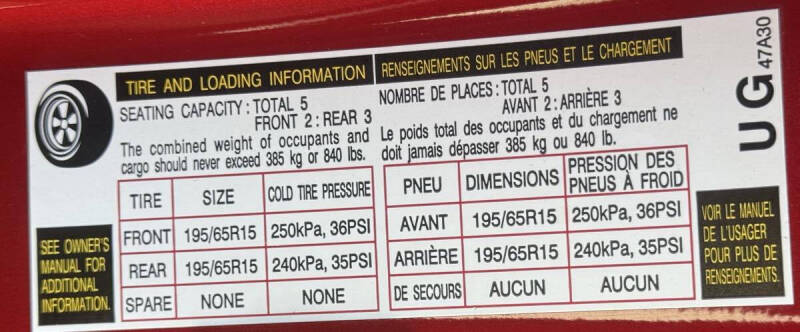 TIRE AND LOADING INFORMATION
SEATING CAPACITY : TOTAL 5
FRONT 2 : REAR 3
The combined weight of occupants and
cargo should never exceed 385 kg or 840 lbs.
TIRE SIZE COLD TIRE PRESSURE
FRONT 195/65R15 250kPa, 36PSI
REAR 195/65R15 240kPa, 35PSI
SPARE NONE NONE
SEE OWNER'S
MANUAL FOR
ADDITIONAL
INFORMATION.
RENSEIGNEMENTS SUR LES PNEUS ET LE CHARGEMENT
NOMBRE DE PLACES : TOTAL 5
AVANT 2 : ARRIÈRE 3
Le poids total des occupants et du chargement ne
doit jamais dépasser 385 kg ou 840 lb.
PNEU DIMENSIONS PRESSION DES
PNEUS À FROID
AVANT 195/65R15 250kPa, 36PSI
ARRIÈRE 195/65R15 240kPa, 35PSI
DE SECOURS AUCUN AUCUN
VOIR LE MANUEL
DE L'USAGER
POUR PLUS DE
RENSEIGNEMENTS.
UG
47A30